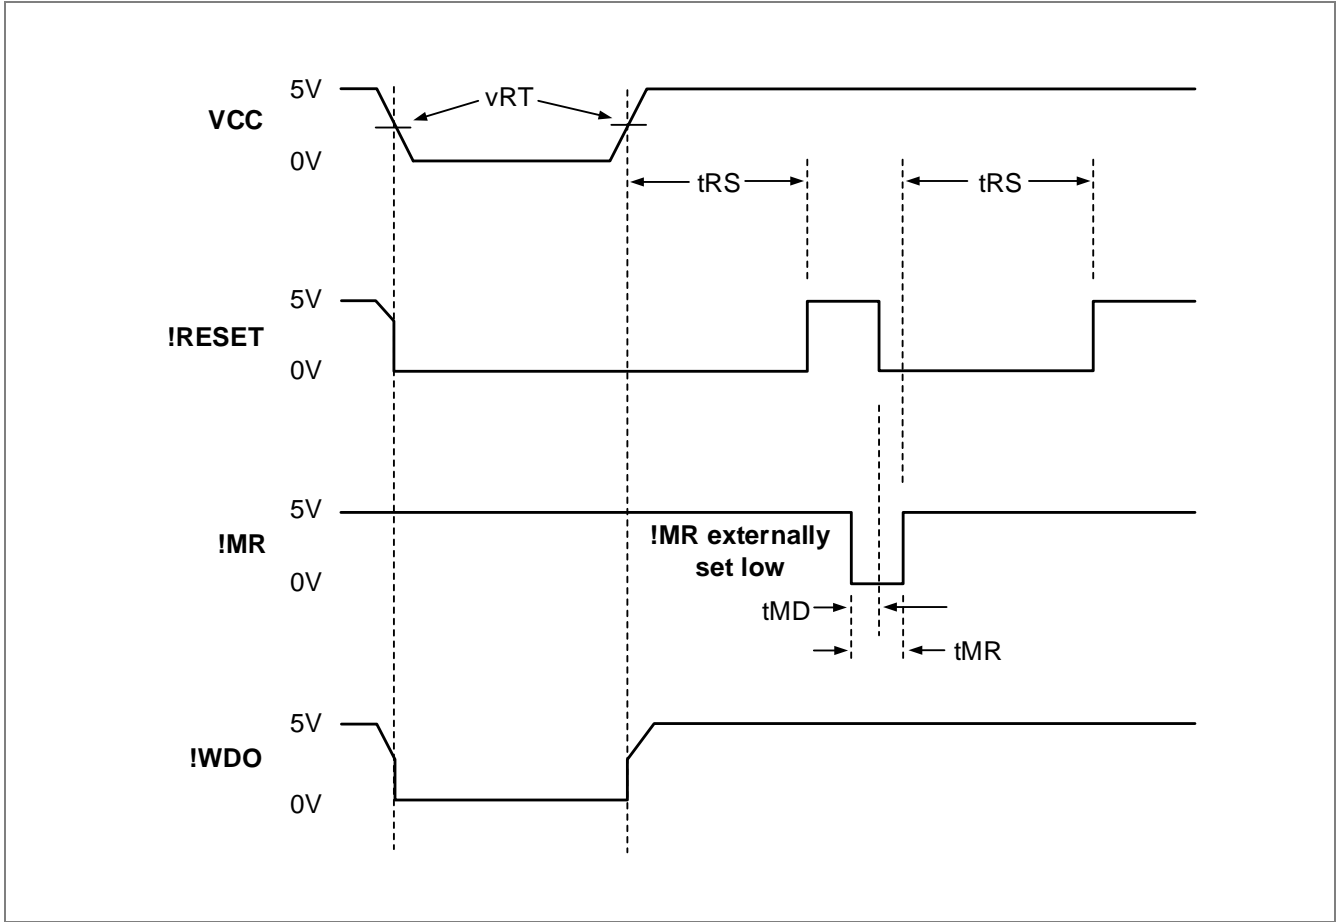 5V
vRT
VCC
0V
tRS
tRS
5V
!RESET
0V
5V
!MR externally
set low
!MR
0V
tMD
tMR
5V
!WDO
0V